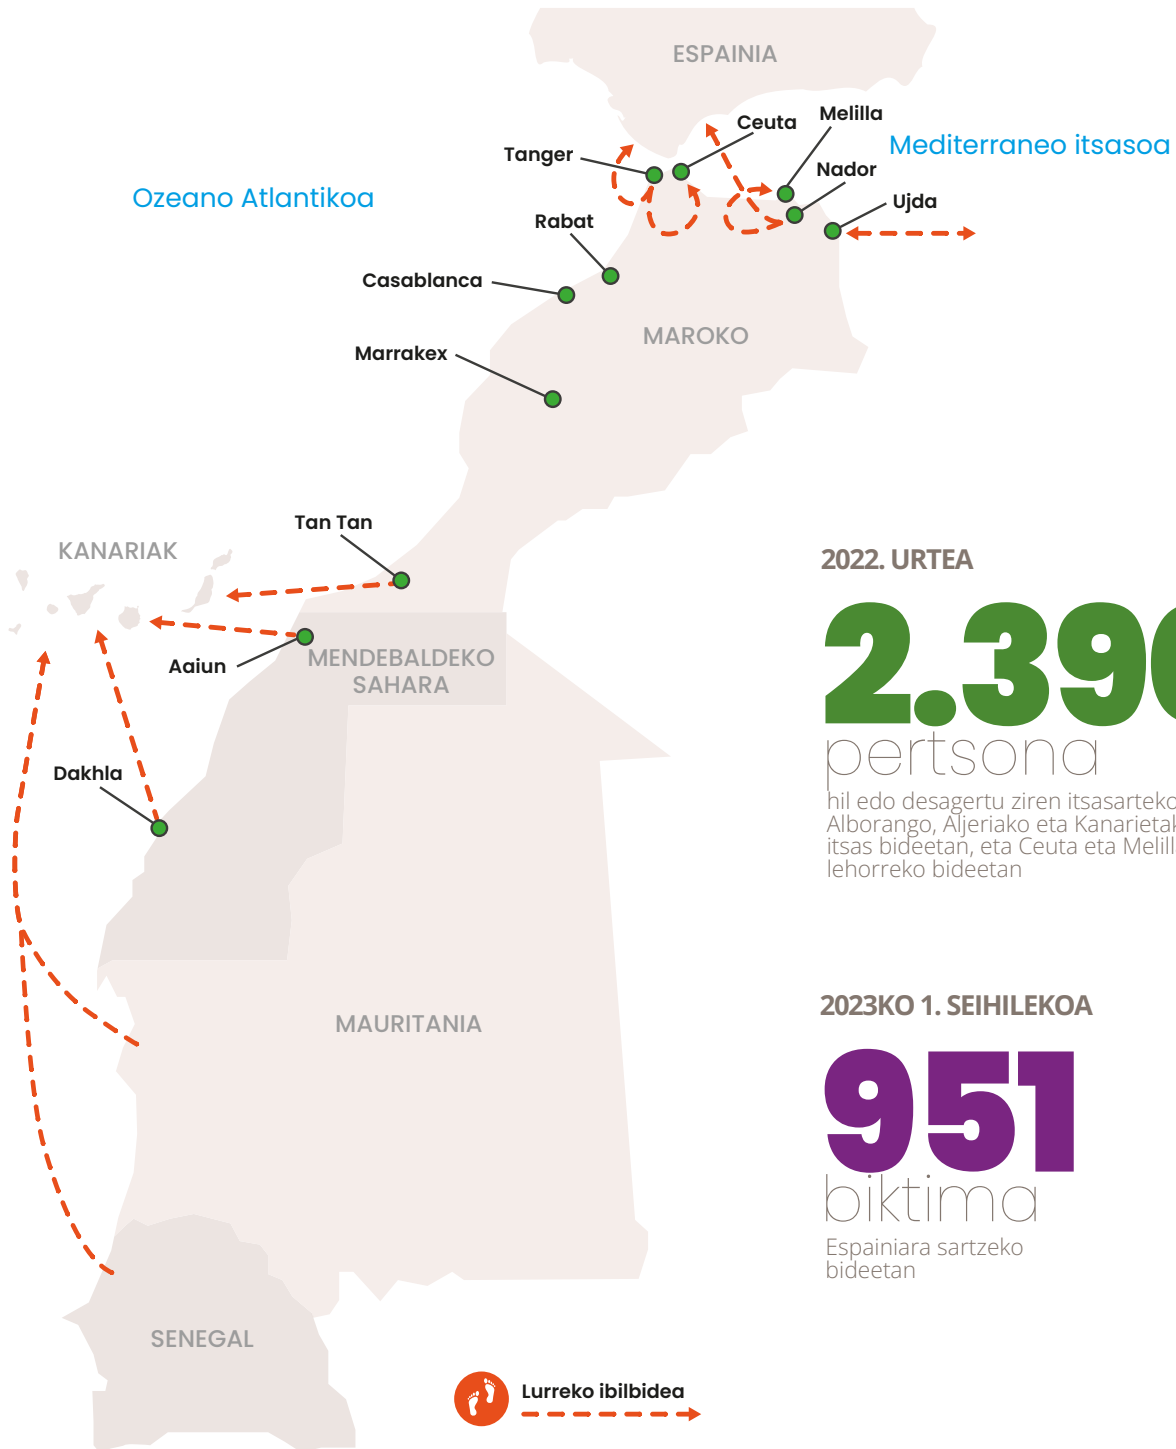 ESPAINIA
Ceuta
Melilla
Mediterraneo itsasoa
Tanger
Nador
Ozeano Atlantikoa
Ujda
Rabat
Casablanca
MAROKO
Marrakex
Tan Tan
KANARIAK
Aaiun
MENDEBALDEKO
SAHARA
Dakhla
MAURITANIA
SENEGAL
2022. URTEA
pertsona
hil edo desagertu ziren itsasarteko
Alborango, Aljeriako eta
itsas bideetan, eta Ceuta eta
lehorreko bideetan
2023KO 1. SEIHILEKOA
951
biktima
Espainiara sartzeko
bideetan
Lurreko ibilbidea